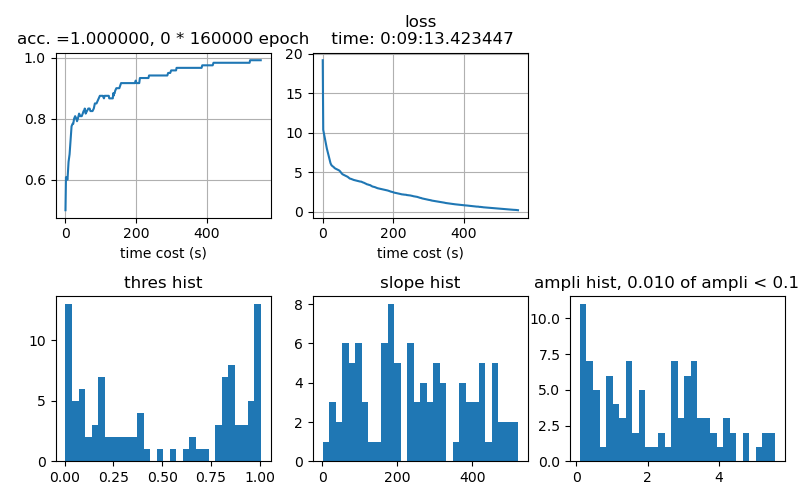 acc. =1.000000, 0 * 160000 epoch
1.0
0.8
0.6
0 200 400
time cost (s)
loss
time: 0:09:13.423447
20
15
10
5
0
0 200 400
time cost (s)
thres hist
10
5
0
0.00 0.25 0.50 0.75 1.00
slope hist
8
6
4
2
0
0 200 400
ampli hist, 0.010 of ampli < 0.1
10.0
7.5
5.0
2.5
0.0
0 2 4